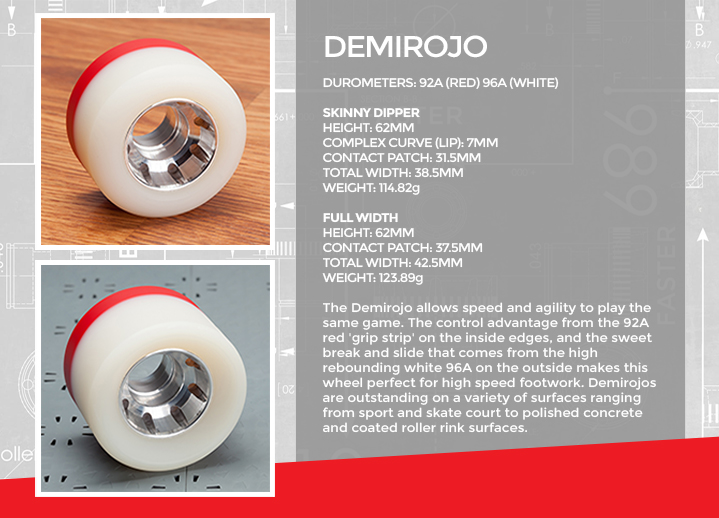 DEMIROJO
DUROMETERS: 92A (RED) 96A (WHITE)
SKINNY DIPPER
HEIGHT: 62MM
COMPLEX CURVE (LIP): 7MM
CONTACT PATCH: 31.5MM
TOTAL WIDTH: 38.5MM
WEIGHT: 114.82g
FULL WIDTH
HEIGHT: 62MM
CONTACT PATCH: 37.5MM
TOTAL WIDTH: 42.5MM
WEIGHT: 123.89g
The Demirojo allows speed and agility to play the
same game. The control advantage from the 92A
red 'grip strip' on the inside edges, and the sweet
break and slide that comes from the high
rebounding white 96A on the outside makes this
wheel perfect for high speed footwork. Demirojos
are outstanding on a variety of surfaces ranging
from sport and skate court to polished concrete
and coated roller rink surfaces.
B
B
5.947
686
FASTER